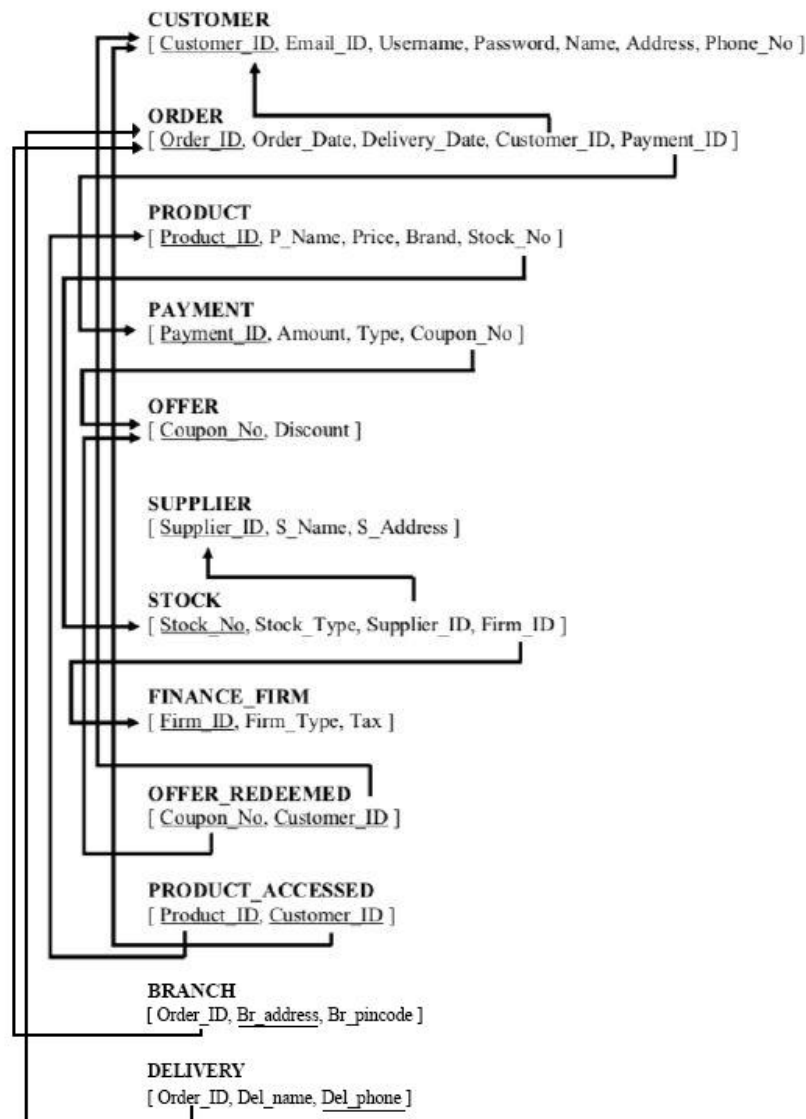 CUSTOMER
[ Customer_ID, Email_ID, Username, Password, Name, Address, Phone_No ]
ORDER
[ Order_ID, Order_Date, Delivery_Date, Customer_ID, Payment_ID ]
PRODUCT
[ Product_ID, P_Name, Price, Brand, Stock_No ]
PAYMENT
[ Payment_ID, Amount, Type, Coupon_No ]
OFFER
[ Coupon_No, Discount ]
SUPPLIER
[ Supplier_ID, S_Name, S_Address ]
STOCK
[ Stock_No, Stock_Type, Supplier_ID, Firm_ID ]
FINANCE_FIRM
[ Firm_ID, Firm_Type, Tax ]
OFFER_REDEEMED
[ Coupon_No, Customer_ID ]
PRODUCT_ACCESSED
[ Product_ID, Customer_ID ]
BRANCH
[ Order_ID, Br_address, Br_pincode ]
DELIVERY
[ Order_ID, Del_name, Del_phone ]